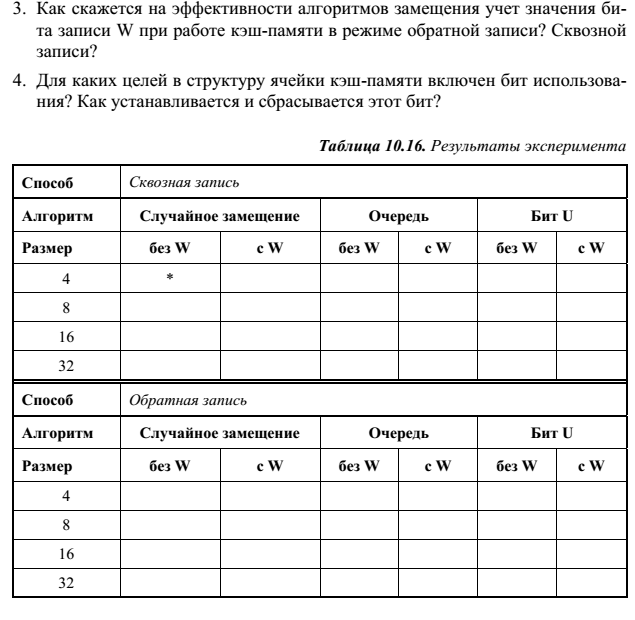 3. Как скажется на эффективности алгоритмов замещения учет значения би-
та записи W при работе кэш-памяти в режиме обратной записи? Сквозной
записи?
4. Для каких целей в структуру ячейки кэш-памяти включен бит использова-
ния? Как устанавливается и сбрасывается этот бит?
Таблица 10.16. Результаты эксперимента
Способ Сквозная запись
Алгоритм Случайное замещение Очередь Бит U
Размер без W с W без W с W без W с W
4 *
8
16
32
Способ Обратная запись
Алгоритм Случайное замещение Очередь Бит U
Размер без W с W без W с W без W с W
4
8
16
32